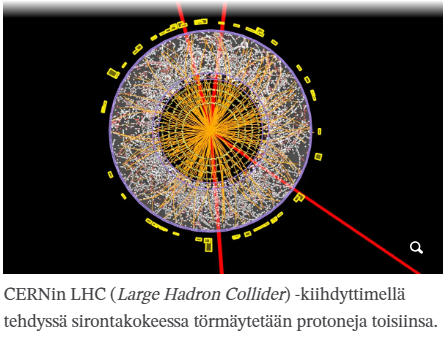 CERNin LHC (Large Hadron Collider) -kiihdyttimellä
tehdyssä sirontakokeessa törmäytetään protoneja toisiinsa.